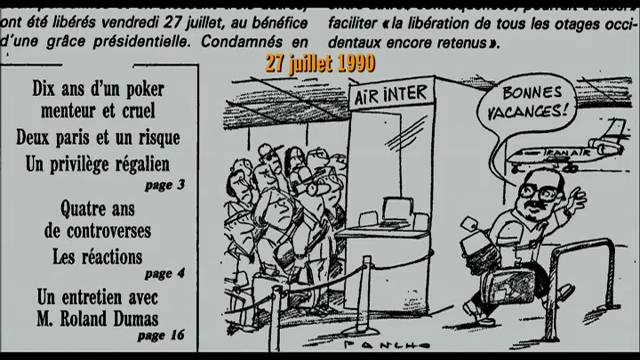 ont été libérés vendredi 27 juillet, au bénéfice
d'une grâce présidentielle. Condamnés en
faciliter « la libération de tous les otages occi-
dentaux encore retenus ».
27 juillet 1990
Dix ans d'un poker
menteur et cruel
Deux paris et un risque
Un privilège régalien
page 3
Quatre ans
de controverses
Les réactions
page 4
Un entretien avec
M. Roland Dumas
page 16
AIR INTER
BONNES
VACANCES!
IRAN AIR
PANCHO